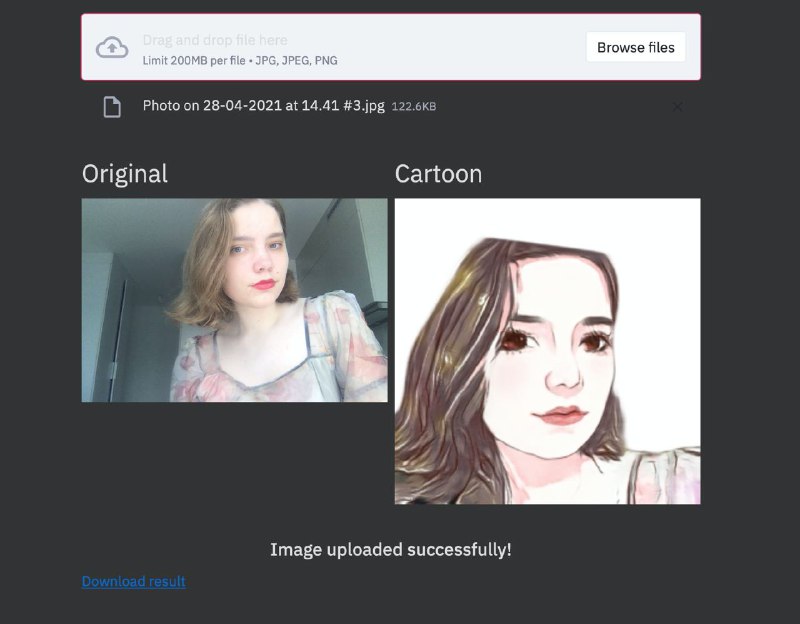 Drag and drop file here
Limit 200MB per file • JPG, JPEG, PNG
Browse files
Photo on 28-04-2021 at 14.41 #3.jpg 122.6KB
Original
Cartoon
Image uploaded successfully!
Download result